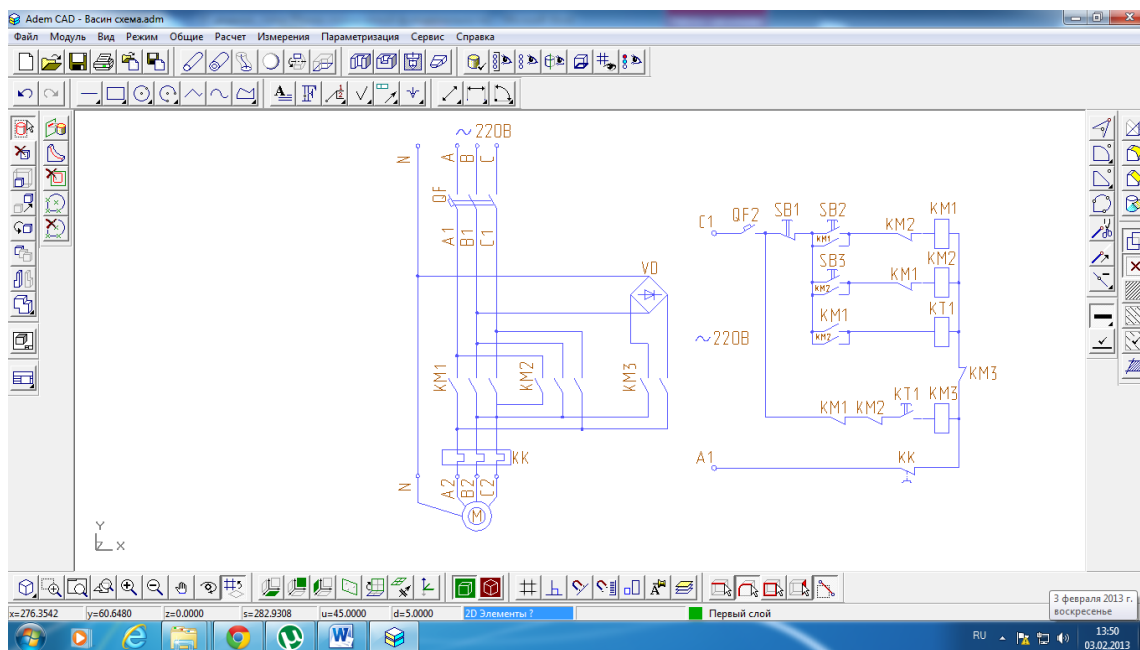 Adem CAD - Васин схема.adm
Файл Модуль Вид Режим Общие Расчет Измерения Параметризация Сервис Справка
~ 220В
N A B C
QF
A1 B1 C1
VD
KM1 KM2 KM3
KK
N A2 B2 C2
M
C1 QF2 SB1 SB2 KM2 KM1
KM1
SB3 KM1 KM2
KM2
KM1 KT1
KM2
~220В
KM3
KM1 KM2 KT1 KM3
A1 KK
Y
Z X
x=276.3542 y=60.6480 z=0.0000 s=282.9308 u=45.0000 d=5.0000 2D Элементы ? Первый слой
3 февраля 2013 г.
воскресенье
RU 13:50
03.02.2013